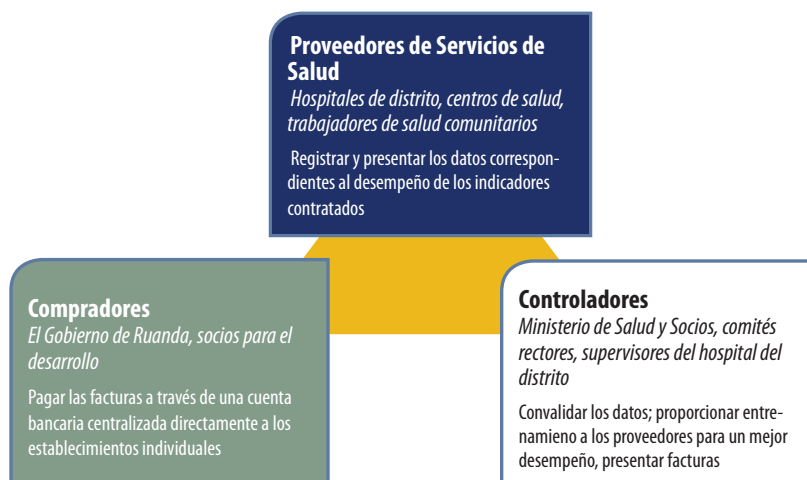 Proveedores de Servicios de
Salud
Hospitales de distrito, centros de salud,
trabajadores de salud comunitarios
Registrar y presentar los datos correspon-
dientes al desempeño de los indicadores
contratados
Compradores
El Gobierno de Ruanda, socios para el
desarrollo
Pagar las facturas a través de una cuenta
bancaria centralizada directamente a los
establecimientos individuales
Controladores
Ministerio de Salud y Socios, comités
rectores, supervisores del hospital del
distrito
Convalidar los datos; proporcionar entre-
namieno a los proveedores para un mejor
desempeño, presentar facturas